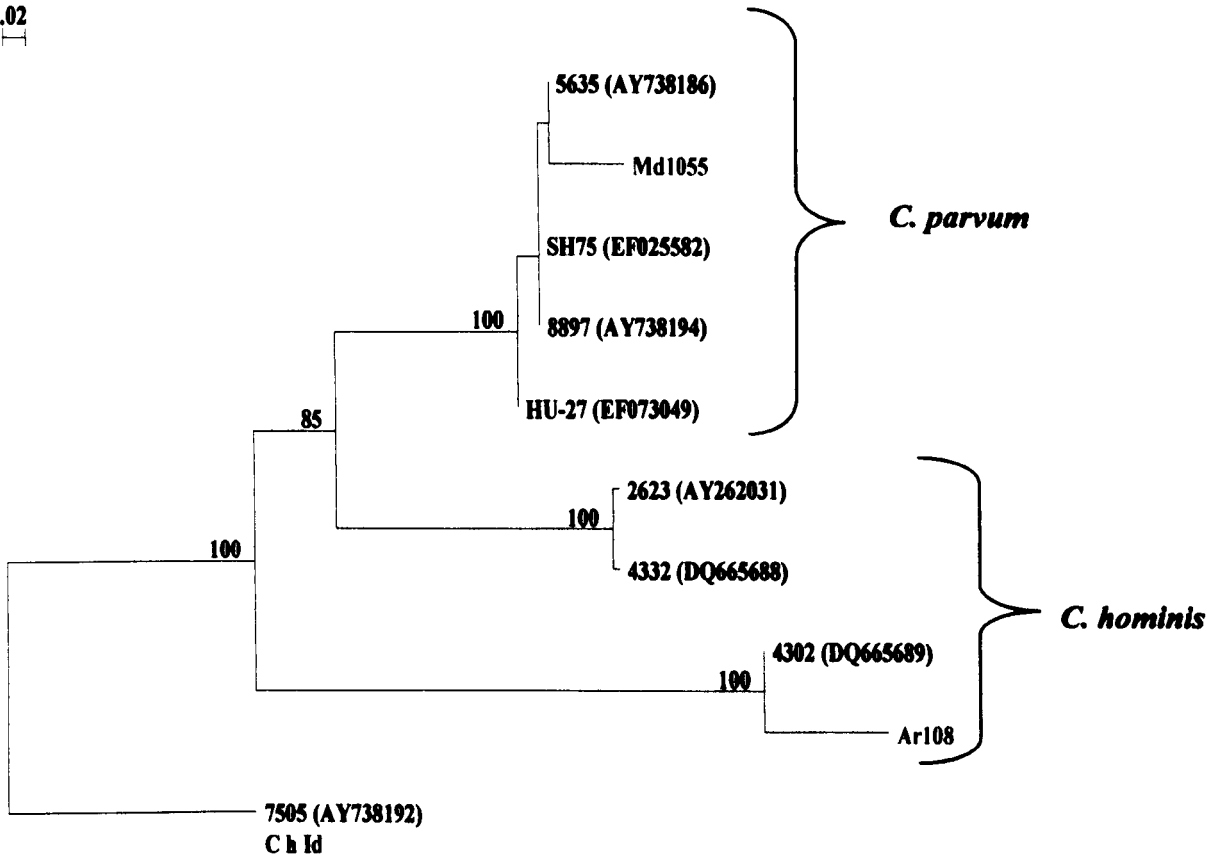 .02
5635 (AY738186)
Md1055
C. parvum
SH75 (EF025582)
100
8897 (AY738194)
HU-27 (EF073049)
85
2623 (AY262031)
100
100
4332 (DQ665688)
C. hominis
4302 (DQ665689)
100
Ar108
7505 (AY738192)
C h Id